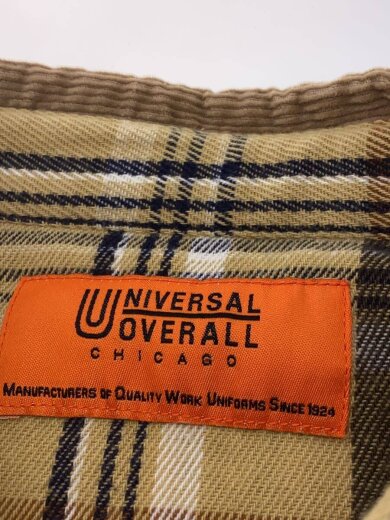 UNIVERSAL
OVERALL
CHICAGO
MANUFACTURERS OF QUALITY WORK UNIFORMS SINCE 1924